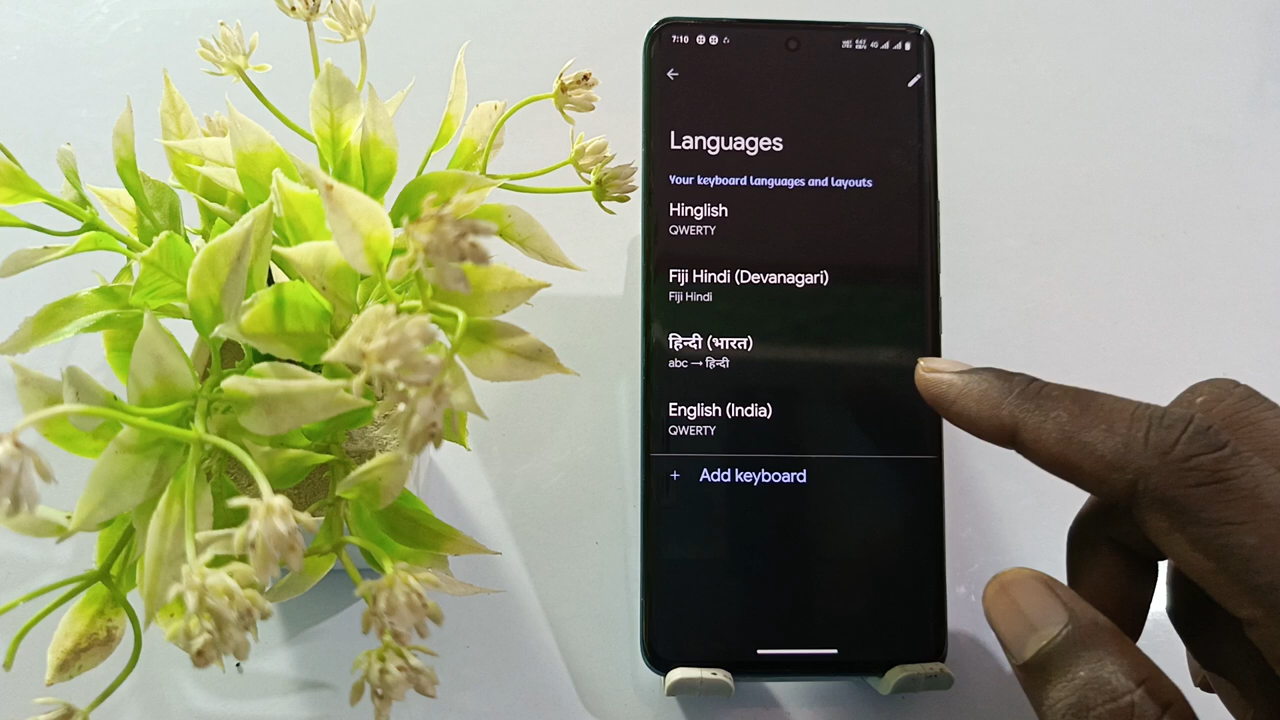 7:10
4G
Languages
Your keyboard languages and layouts
Hinglish
QWERTY
Fiji Hindi (Devanagari)
Fiji Hindi
हिन्दी (भारत)
abc → हिन्दी
English (India)
QWERTY
+ Add keyboard